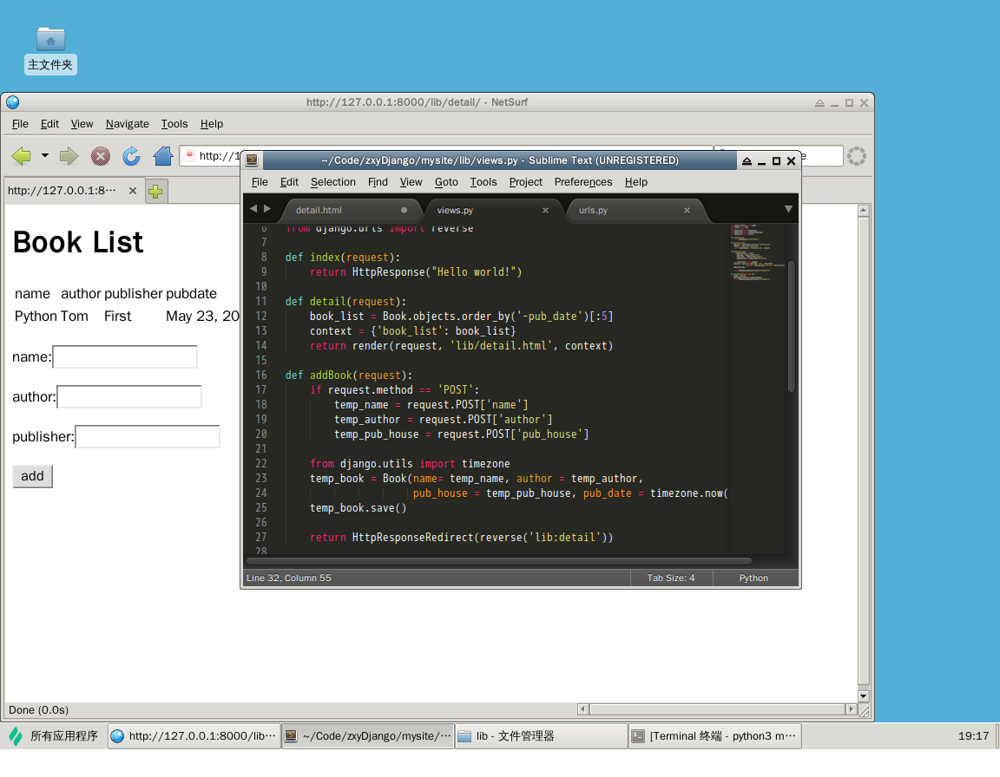 主文件夹
http://127.0.0.1:8000/lib/detail/ - NetSurf
File Edit View Navigate Tools Help
http://1
e
http://127.0.0.1:8···
Book List
name author publisher pubdate
Python Tom First May 23, 20
name:
author:
publisher:
add
Done (0.0s)
~/Code/zxyDjango/mysite/lib/views.py - Sublime Text (UNREGISTERED)
File Edit Selection Find View Goto Tools Project Preferences Help
detail.html views.py urls.py
6 from django.urls import reverse
7
8 def index(request):
9 return HttpResponse("Hello world!")
10
11 def detail(request):
12 book_list = Book.objects.order_by('-pub_date')[:5]
13 context = {'book_list': book_list}
14 return render(request, 'lib/detail.html', context)
15
16 def addBook(request):
17 if request.method == 'POST':
18 temp_name = request.POST['name']
19 temp_author = request.POST['author']
20 temp_pub_house = request.POST['pub_house']
21
22 from django.utils import timezone
23 temp_book = Book(name= temp_name, author = temp_author,
24 pub_house = temp_pub_house, pub_date = timezone.now(
25 temp_book.save()
26
27 return HttpResponseRedirect(reverse('lib:detail'))
28
Line 32, Column 55 Tab Size: 4 Python
所有应用程序 http://127.0.0.1:8000/lib··· ~/Code/zxyDjango/mysite/··· lib - 文件管理器 [Terminal 终端 - python3 m··· 19:17